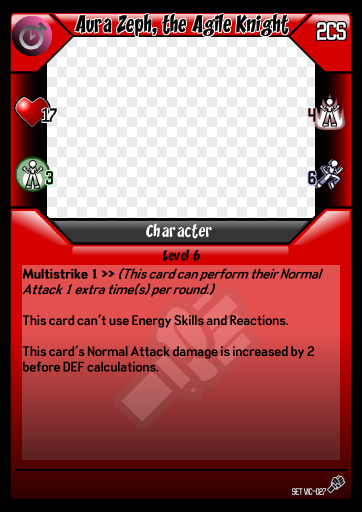 Aura Zeph, the Agile Knight
2CS
17
4
3
6
Character
Level 6
Multistrike 1 >> (This card can perform their Normal
Attack 1 extra time(s) per round.)
This card can't use Energy Skills and Reactions.
This card's Normal Attack damage is increased by 2
before DEF calculations.
SET VIC-027